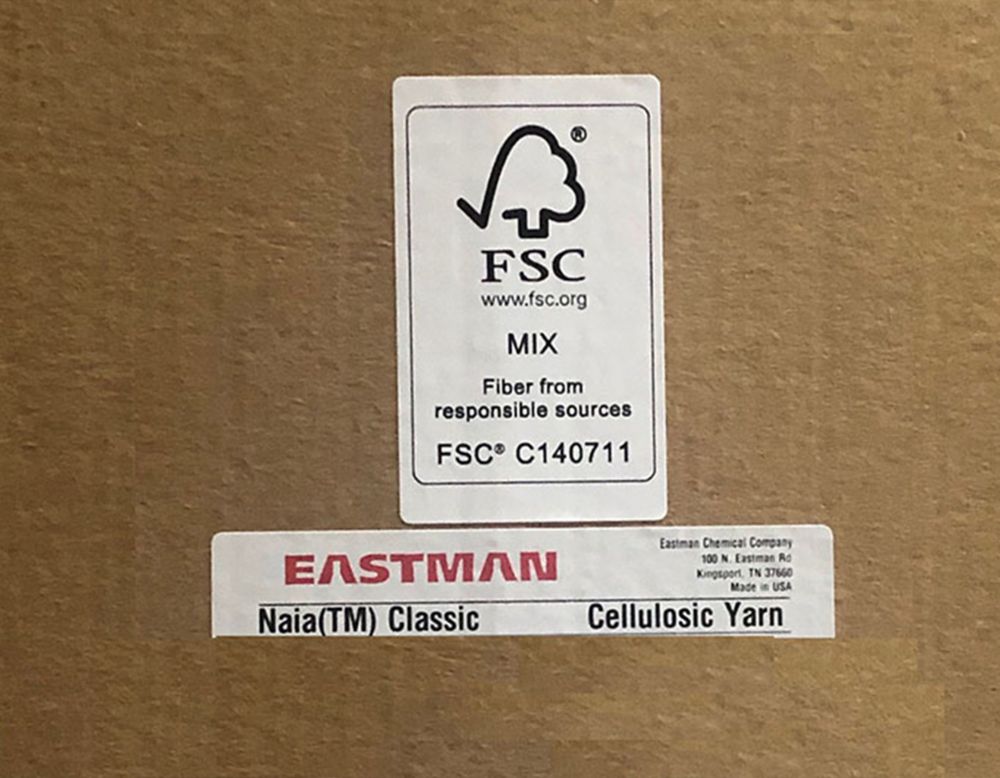 ®
FSC
www.fsc.org
MIX
Fiber from
responsible sources
FSC® C140711
EASTMAN
Eastman Chemical Company
100 N. Eastman Rd
Kingsport, TN 37660
Made in USA
Naia(TM) Classic Cellulosic Yarn